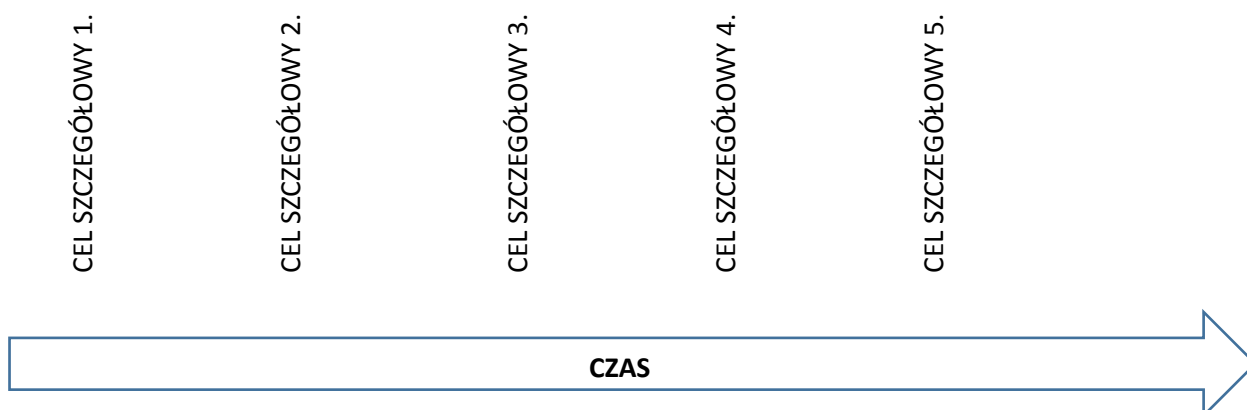 CEL SZCZEGÓŁOWY 1.
CEL SZCZEGÓŁOWY 2.
CEL SZCZEGÓŁOWY 3.
CEL SZCZEGÓŁOWY 4.
CEL SZCZEGÓŁOWY 5.
CZAS